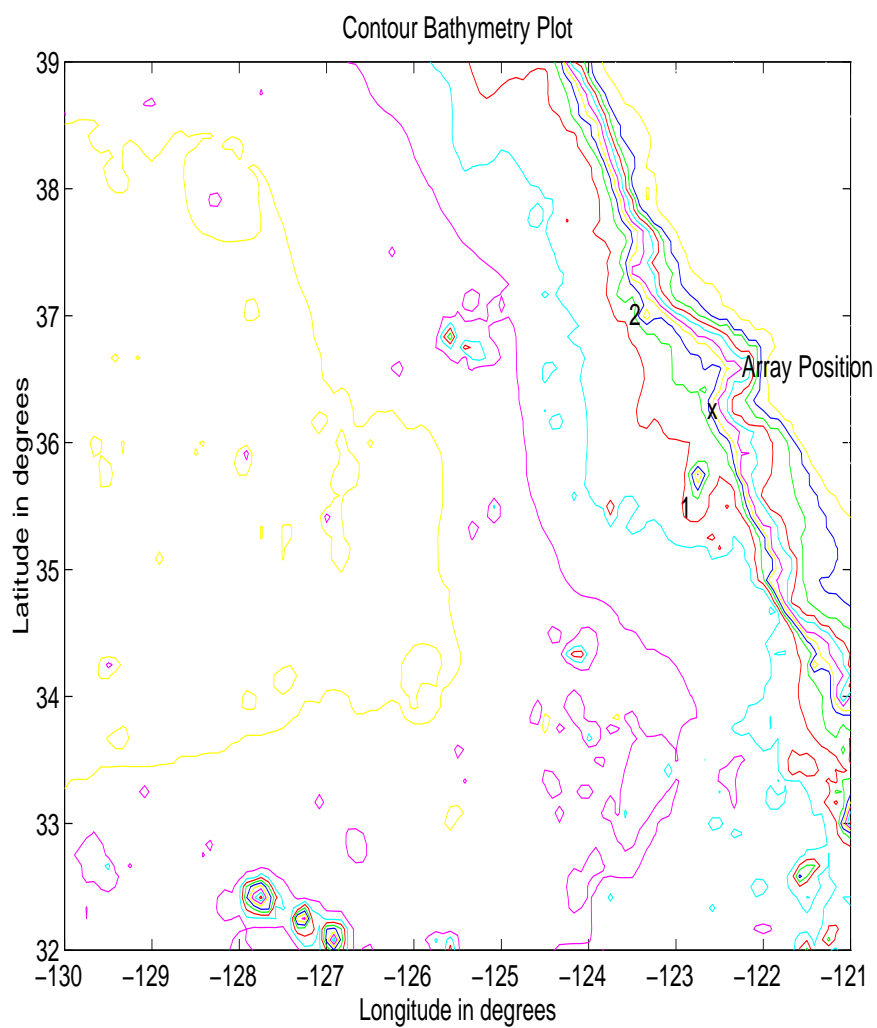 Contour Bathymetry Plot
39
38
37
36
35
34
33
32
Latitude in degrees
2
Array Position
x
1
−130 −129 −128 −127 −126 −125 −124 −123 −122 −121
Longitude in degrees